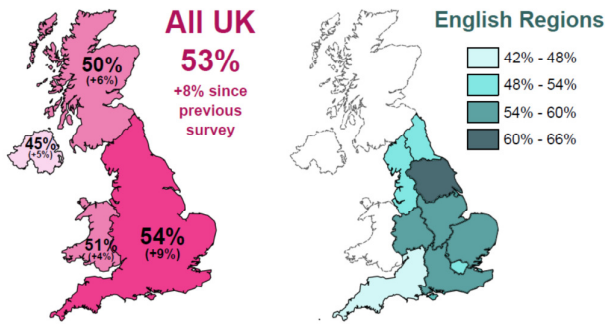 All UK
53%
+8% since
previous
survey
50%
(+6%)
45%
(+5%)
51%
(+4%)
54%
(+9%)
English Regions
42% - 48%
48% - 54%
54% - 60%
60% - 66%